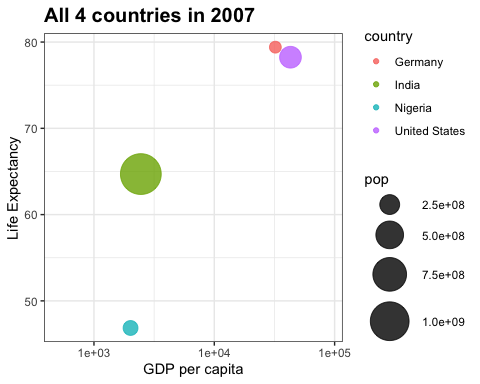 All 4 countries in 2007
Life Expectancy
80
70
60
50
1e+03
1e+04
1e+05
GDP per capita
country
Germany
India
Nigeria
United States
pop
2.5e+08
5.0e+08
7.5e+08
1.0e+09